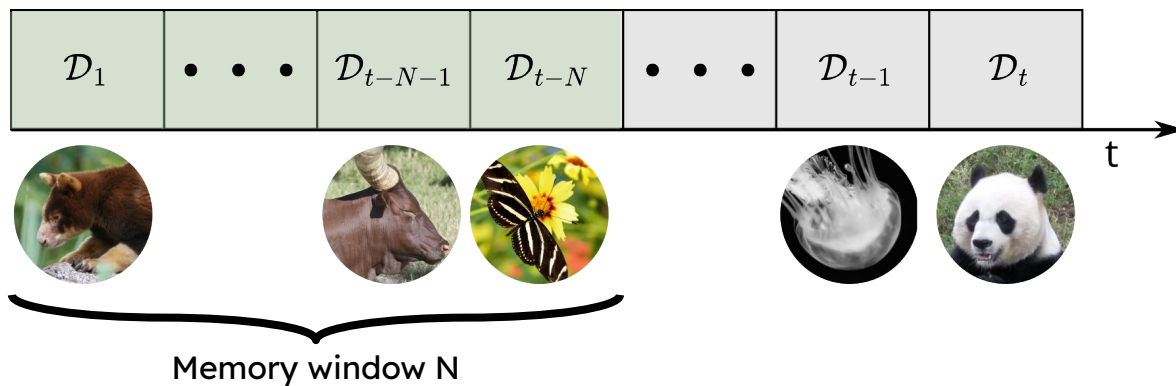 𝒟₁ • • • 𝒟ₜ₋ₙ₋₁ 𝒟ₜ₋ₙ • • • 𝒟ₜ₋₁ 𝒟ₜ
t
Memory window N